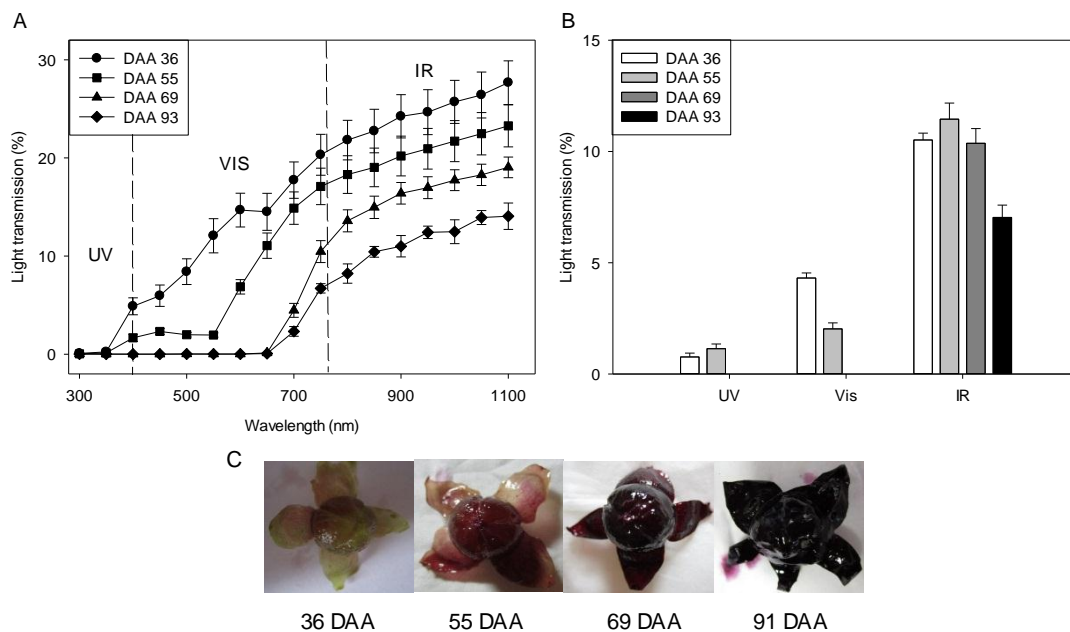 A
Light transmission (%)
30
20
10
0
DAA 36
DAA 55
DAA 69
DAA 93
UV
VIS
IR
300 500 700 900 1100
Wavelength (nm)
B
Light transmission (%)
15
10
5
0
DAA 36
DAA 55
DAA 69
DAA 93
UV Vis IR
C
36 DAA 55 DAA 69 DAA 91 DAA